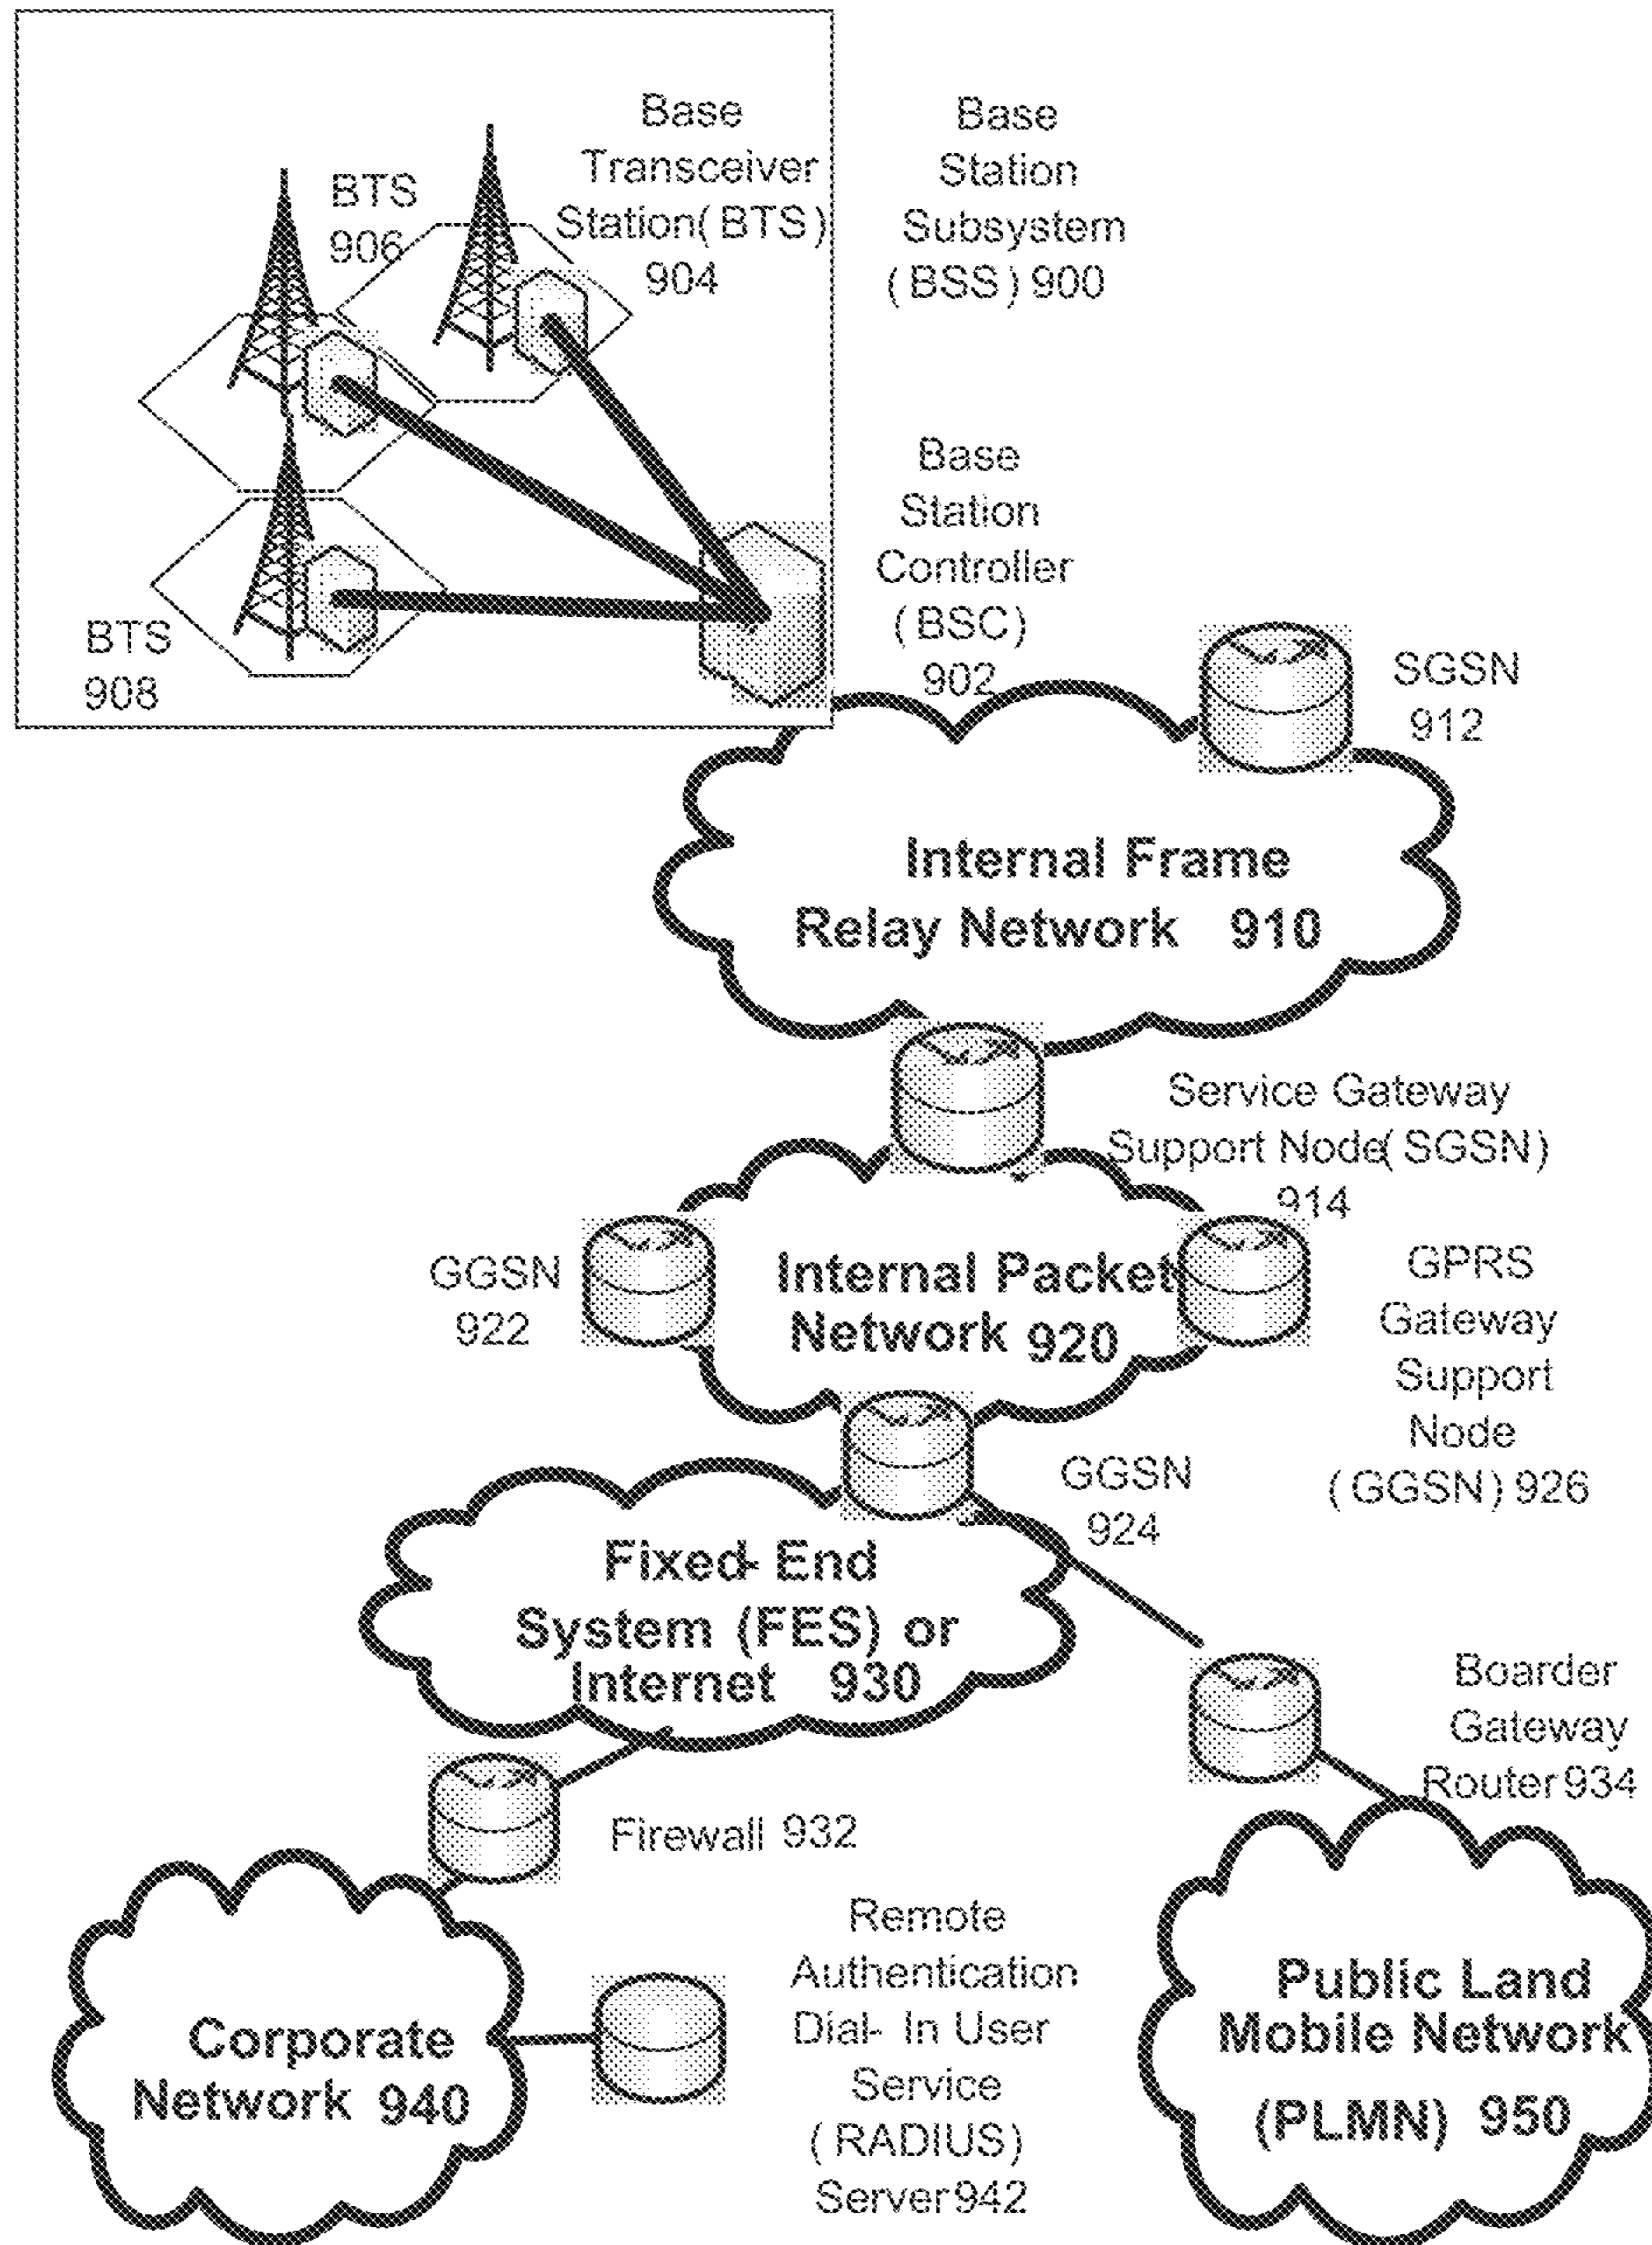 Base
Transceiver
Station( BTS)
904
BTS
906
Base
Station
Subsystem
( BSS) 900
Base
Station
Controller
( BSC)
902
BTS
908
SGSN
912
Internal Frame
Relay Network 910
Service Gateway
Support Node( SGSN)
914
GGSN
922
Internal Packet
Network 920
GPRS
Gateway
Support
Node
( GGSN) 926
GGSN
924
Fixed- End
System (FES) or
Internet 930
Boarder
Gateway
Router 934
Firewall 932
Remote
Authentication
Dial- In User
Service
( RADIUS)
Server 942
Corporate
Network 940
Public Land
Mobile Network
(PLMN) 950